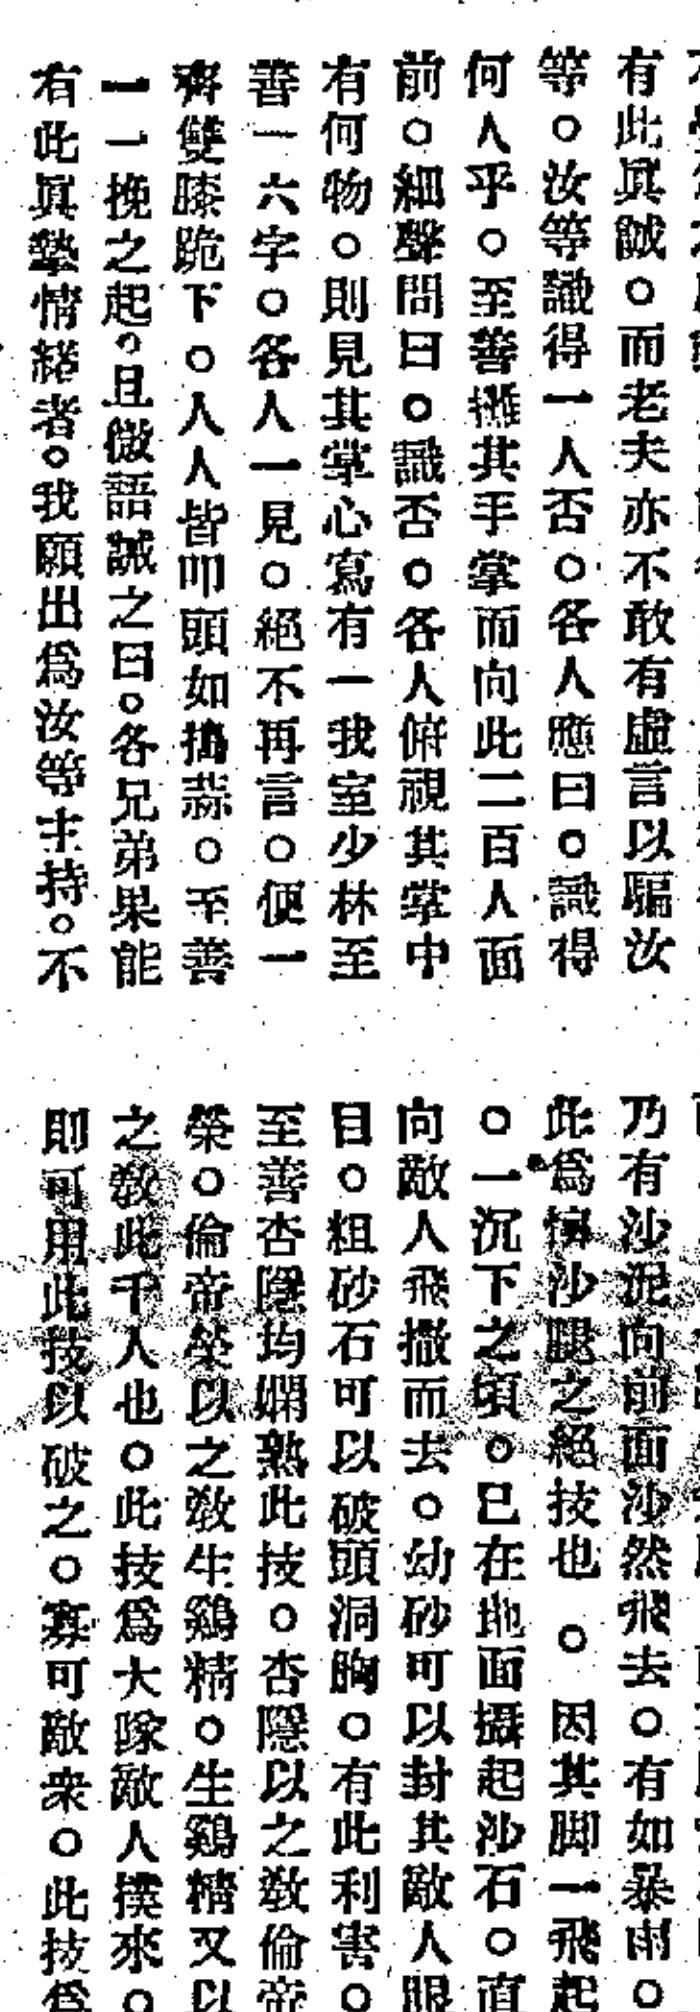 有此眞誠。而老夫亦不敢有虛言以騙汝
等。汝等識得一人否。各人應曰。識得
何人乎。至善攤其手掌而向此二百人面
前。細聲問曰。識否。各人俯視其掌中
有何物。則見其掌心寫有一我室少林至
善一六字。各人一見。絕不再言。便一
齊雙膝跪下。人人皆叩頭如搗蒜。至善
一一挽之起。且微語誡之曰。各兄弟果能
有此眞摯情緒者。我願出爲汝等主持。不
乃有沙泥向前面沙然飛去。有如暴雨。
此爲 沙腿之絕技也。因其脚一飛起
。一沉下之頃。已在地面攝起沙石。直
向敵人飛撒而去。幼砂可以封其敵人眼
目。粗砂石可以破頭洞胸。有此利害。
至善杏隱均嫻熟此技。杏隱以之敎倫帝
榮。倫帝榮以之敎生鷄精。生鷄精又以
之敎此千人也。此技爲大隊敵人撲來。
則可用此技以破之。寡可敵衆。此技爲